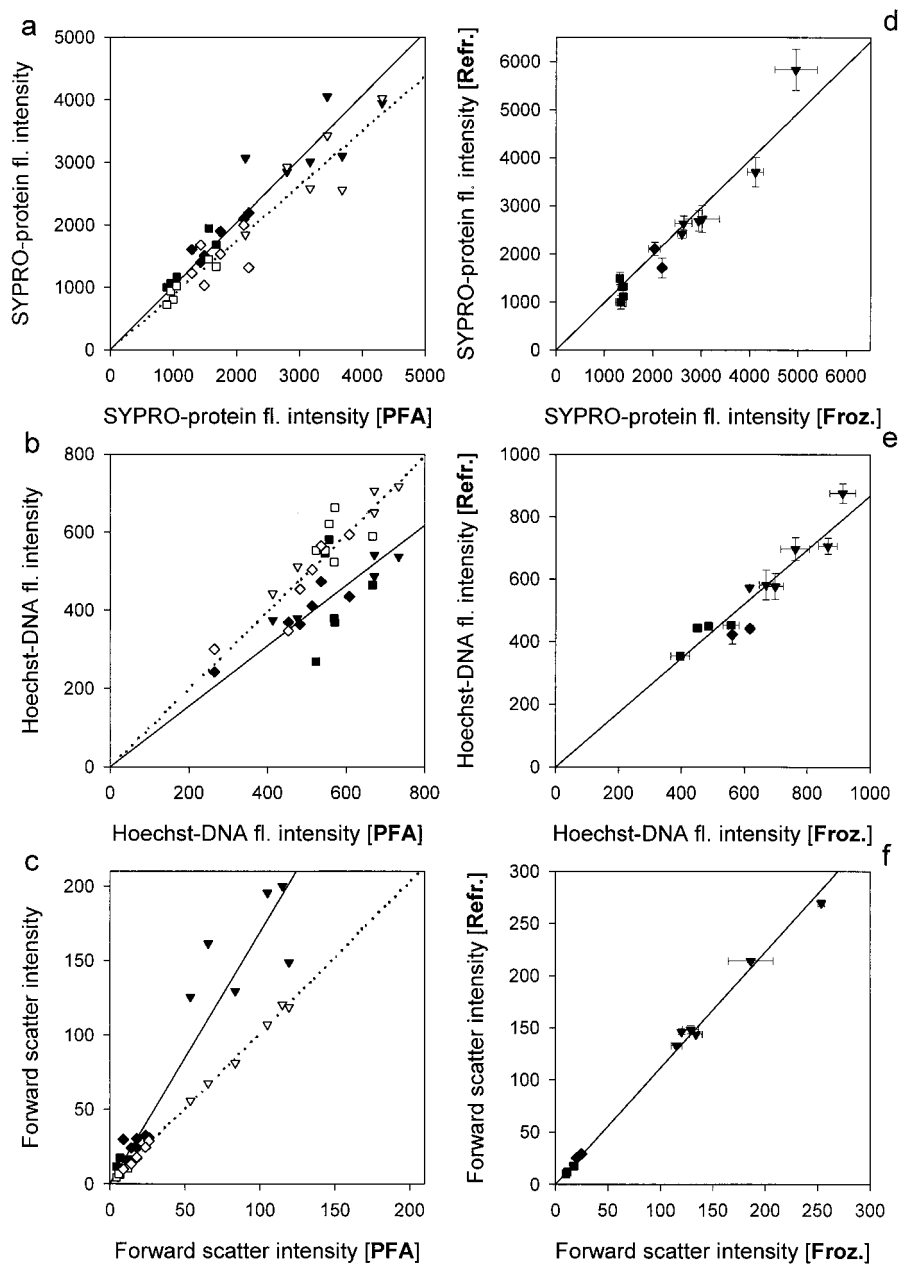 a
5000
4000
3000
2000
1000
0
0 1000 2000 3000 4000 5000
SYPRO-protein fl. intensity
SYPRO-protein fl. intensity [PFA]
d
6000
5000
4000
3000
2000
1000
0
0 1000 2000 3000 4000 5000 6000
SYPRO-protein fl. intensity [Refr.]
SYPRO-protein fl. intensity [Froz.]
b
800
600
400
200
0
0 200 400 600 800
Hoechst-DNA fl. intensity
Hoechst-DNA fl. intensity [PFA]
e
1000
800
600
400
200
0
0 200 400 600 800 1000
Hoechst-DNA fl. intensity [Refr.]
Hoechst-DNA fl. intensity [Froz.]
c
200
150
100
50
0
0 50 100 150 200
Forward scatter intensity
Forward scatter intensity [PFA]
f
300
250
200
150
100
50
0
0 50 100 150 200 250 300
Forward scatter intensity [Refr.]
Forward scatter intensity [Froz.]